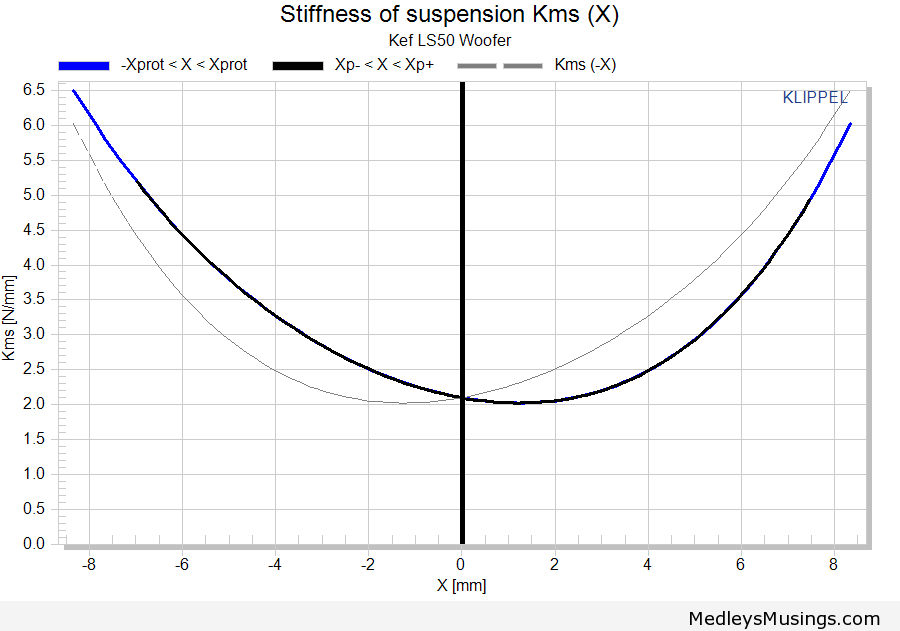 Stiffness of suspension Kms (X)
Kef LS50 Woofer
-Xprot < X < Xprot Xp- < X < Xp+ Kms (-X)
KLIPPEL
6.5
6.0
5.5
5.0
4.5
4.0
3.5
3.0
2.5
2.0
1.5
1.0
0.5
0.0
Kms [N/mm]
-8 -6 -4 -2 0 2 4 6 8
X [mm]
MedleysMusings.com